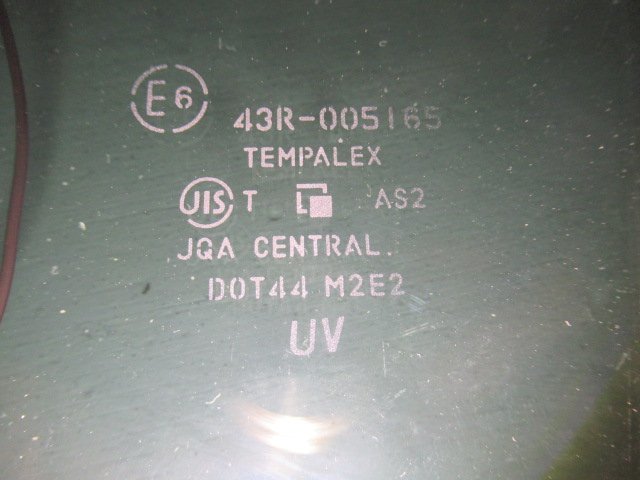 E6
43R-005165
TEMPALEX
JIS T AS2
JQA CENTRAL.
DOT44 M2E2
UV